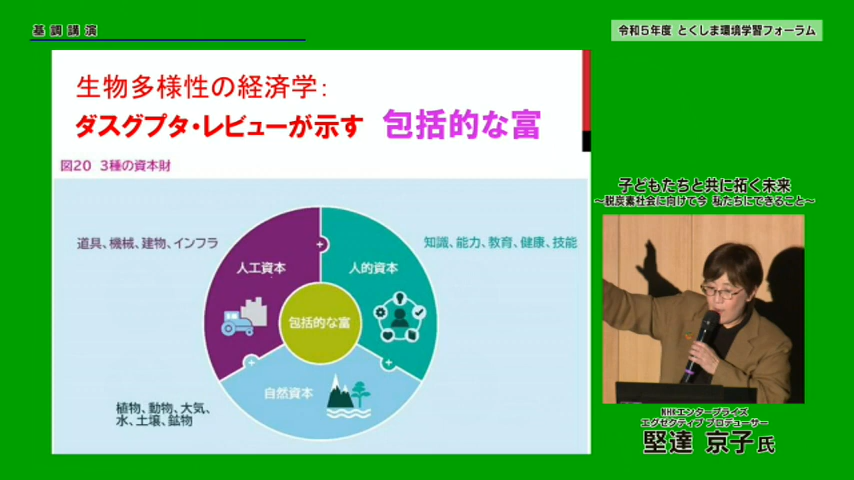 基調講演
令和5年度 とくしま環境学習フォーラム
生物多様性の経済学：
ダスグプタ・レビューが示す 包括的な富
図20 3種の資本財
道具、機械、建物、インフラ
知識、能力、教育、健康、技能
人工資本
人的資本
包括的な富
自然資本
植物、動物、大気、
水、土壌、鉱物
子どもたちと共に拓く未来
～脱炭素社会に向けて今 私たちにできること～
NHKエンタープライズ
エグゼクティブプロデューサー
堅達 京子 氏